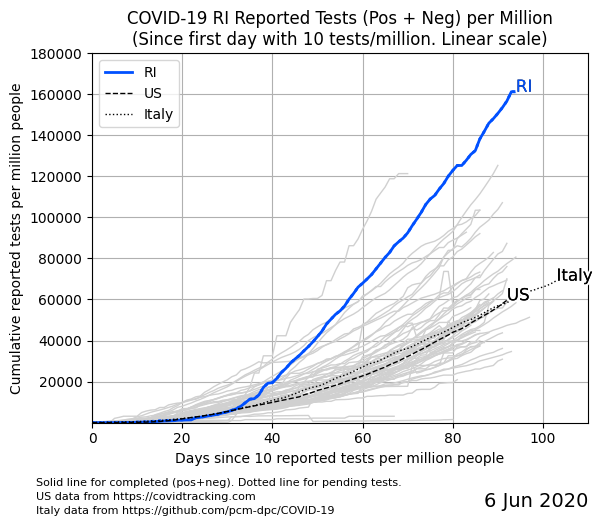 COVID-19 RI Reported Tests (Pos + Neg) per Million
(Since first day with 10 tests/million. Linear scale)
180000
160000
140000
120000
100000
80000
60000
40000
20000
Cumulative reported tests per million people
RI
US
Italy
RI
Italy
US
0 20 40 60 80 100
Days since 10 reported tests per million people
Solid line for completed (pos+neg). Dotted line for pending tests.
US data from https://covidtracking.com
Italy data from https://github.com/pcm-dpc/COVID-19
6 Jun 2020